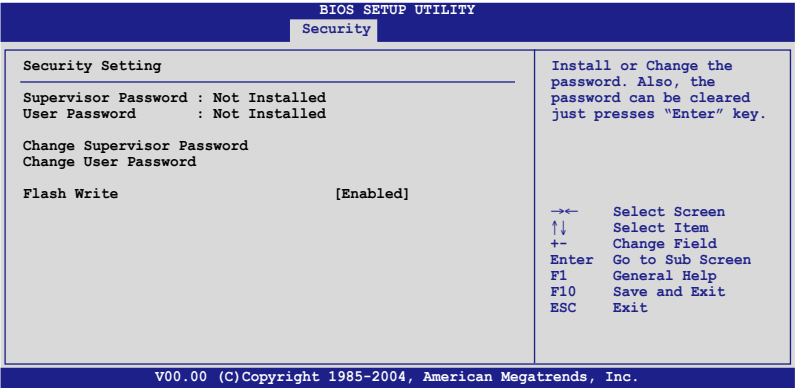 BIOS SETUP UTILITY
Security
Security Setting
Supervisor Password : Not Installed
User Password : Not Installed
Change Supervisor Password
Change User Password
Flash Write [Enabled]
Install or Change the
password. Also, the
password can be cleared
just presses “Enter” key.
→← Select Screen
↑↓ Select Item
+- Change Field
Enter Go to Sub Screen
F1 General Help
F10 Save and Exit
ESC Exit
V00.00 (C)Copyright 1985-2004, American Megatrends, Inc.